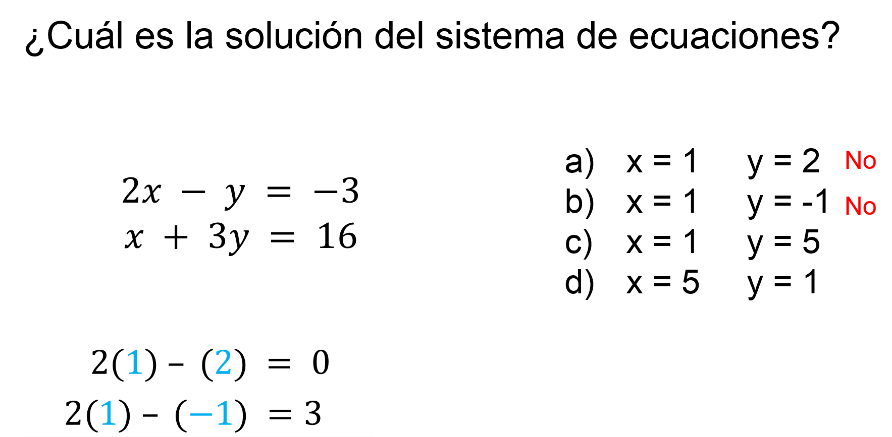 ¿Cuál es la solución del sistema de ecuaciones?
2x − y = −3
x + 3y = 16
a) x = 1 y = 2 No
b) x = 1 y = -1 No
c) x = 1 y = 5
d) x = 5 y = 1
2(1) – (2) = 0
2(1) – (−1) = 3